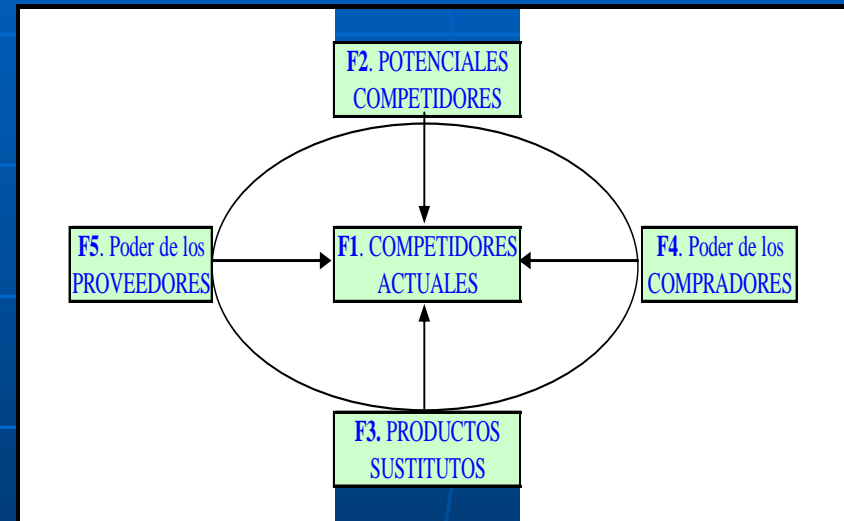 F2. POTENCIALES
COMPETIDORES
F5. Poder de los
PROVEEDORES
F1. COMPETIDORES
ACTUALES
F4. Poder de los
COMPRADORES
F3. PRODUCTOS
SUSTITUTOS